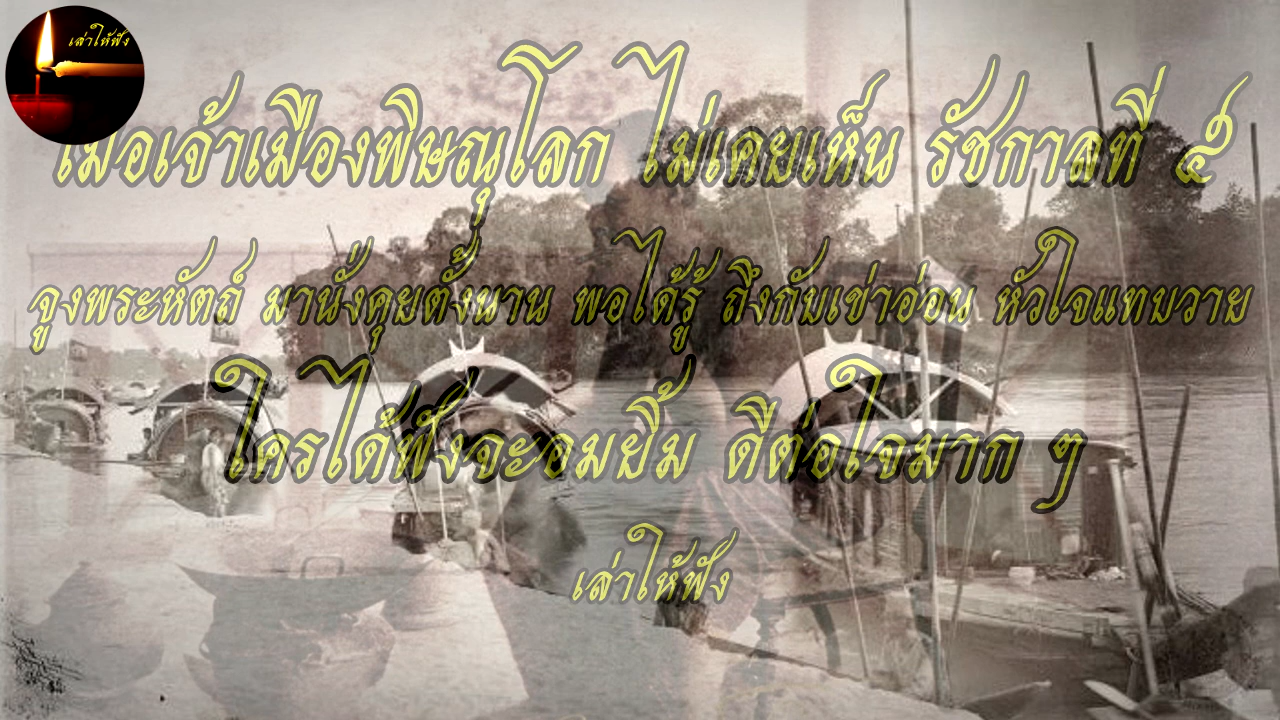 เล่าให้ฟัง
เมื่อเจ้าเมืองพิษณุโลก ไม่เคยเห็น รัชกาลที่ ๕
จูงพระหัตถ์ มานั่งคุยตั้งนาน พอได้รู้ ถึงกับเข่าอ่อน หัวใจแทบวาย
ใครได้ฟังจะอมยิ้ม ดีต่อใจมาก ๆ
เล่าให้ฟัง